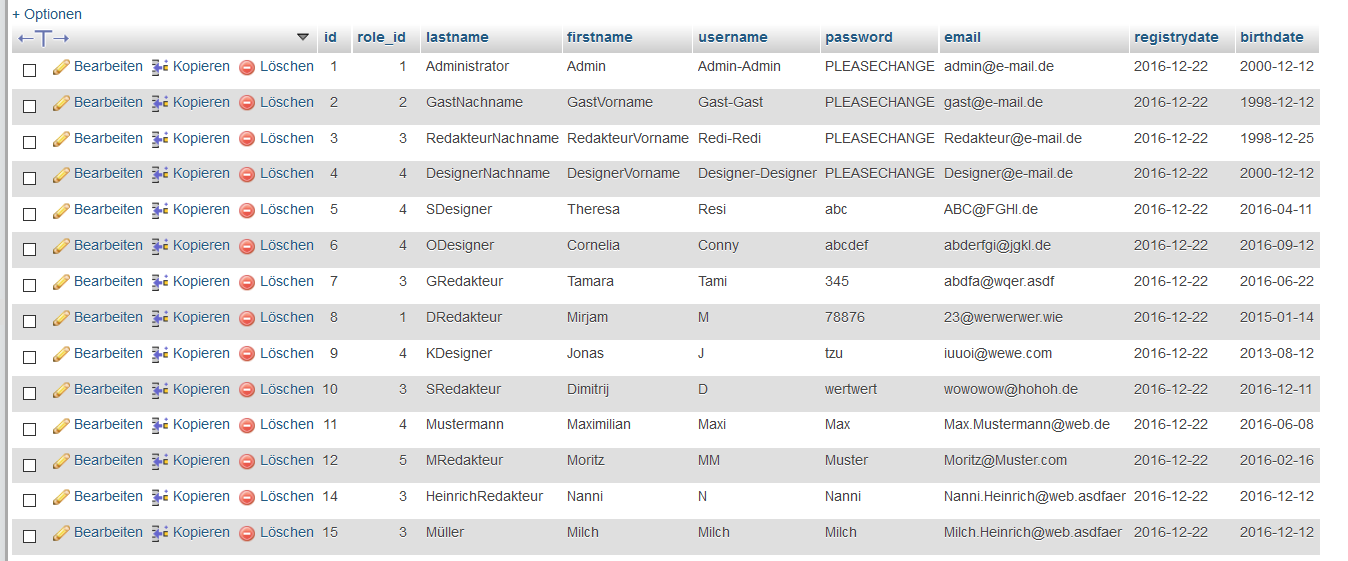 + Optionen
←T→ id role_id lastname firstname username password email registrydate birthdate
Bearbeiten Kopieren Löschen 1 1 Administrator Admin Admin-Admin PLEASECHANGE admin@e-mail.de 2016-12-22 2000-12-12
Bearbeiten Kopieren Löschen 2 2 GastNachname GastVorname Gast-Gast PLEASECHANGE gast@e-mail.de 2016-12-22 1998-12-12
Bearbeiten Kopieren Löschen 3 3 RedakteurNachname RedakteurVorname Redi-Redi PLEASECHANGE Redakteur@e-mail.de 2016-12-22 1998-12-25
Bearbeiten Kopieren Löschen 4 4 DesignerNachname DesignerVorname Designer-Designer PLEASECHANGE Designer@e-mail.de 2016-12-22 2000-12-12
Bearbeiten Kopieren Löschen 5 4 SDesigner Theresa Resi abc ABC@FGHI.de 2016-12-22 2016-04-11
Bearbeiten Kopieren Löschen 6 4 ODesigner Cornelia Conny abcdef abderfgi@jgkl.de 2016-12-22 2016-09-12
Bearbeiten Kopieren Löschen 7 3 GRedakteur Tamara Tami 345 abdfa@wqer.asdf 2016-12-22 2016-06-22
Bearbeiten Kopieren Löschen 8 1 DRedakteur Mirjam M 78876 23@werwerwer.wie 2016-12-22 2015-01-14
Bearbeiten Kopieren Löschen 9 4 KDesigner Jonas J tzu iuuoi@wewe.com 2016-12-22 2013-08-12
Bearbeiten Kopieren Löschen 10 3 SRedakteur Dimitrij D wertwert wowowow@hohoh.de 2016-12-22 2016-12-11
Bearbeiten Kopieren Löschen 11 4 Mustermann Maximilian Maxi Max Max.Mustermann@web.de 2016-12-22 2016-06-08
Bearbeiten Kopieren Löschen 12 5 MRedakteur Moritz MM Muster Moritz@Muster.com 2016-12-22 2016-02-16
Bearbeiten Kopieren Löschen 14 3 HeinrichRedakteur Nanni N Nanni Nanni.Heinrich@web.asdfaer 2016-12-22 2016-12-12
Bearbeiten Kopieren Löschen 15 3 Müller Milch Milch Milch Milch.Heinrich@web.asdfaer 2016-12-22 2016-12-12